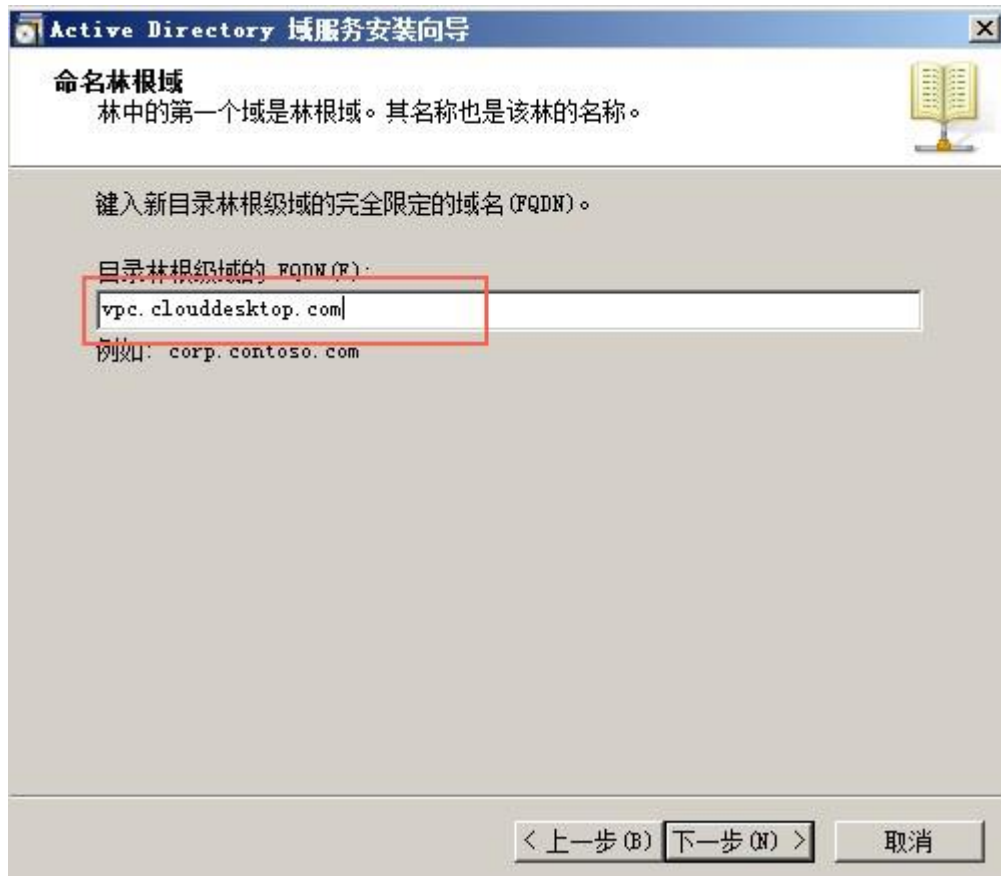 Active Directory 域服务安装向导
命名林根域
林中的第一个域是林根域。其名称也是该林的名称。
键入新目录林根级域的完全限定的域名(FQDN)。
目录林根级域的 FQDN(F):
vpc.clouddesktop.com
例如: corp.contoso.com
< 上一步(B) 下一步(N) > 取消